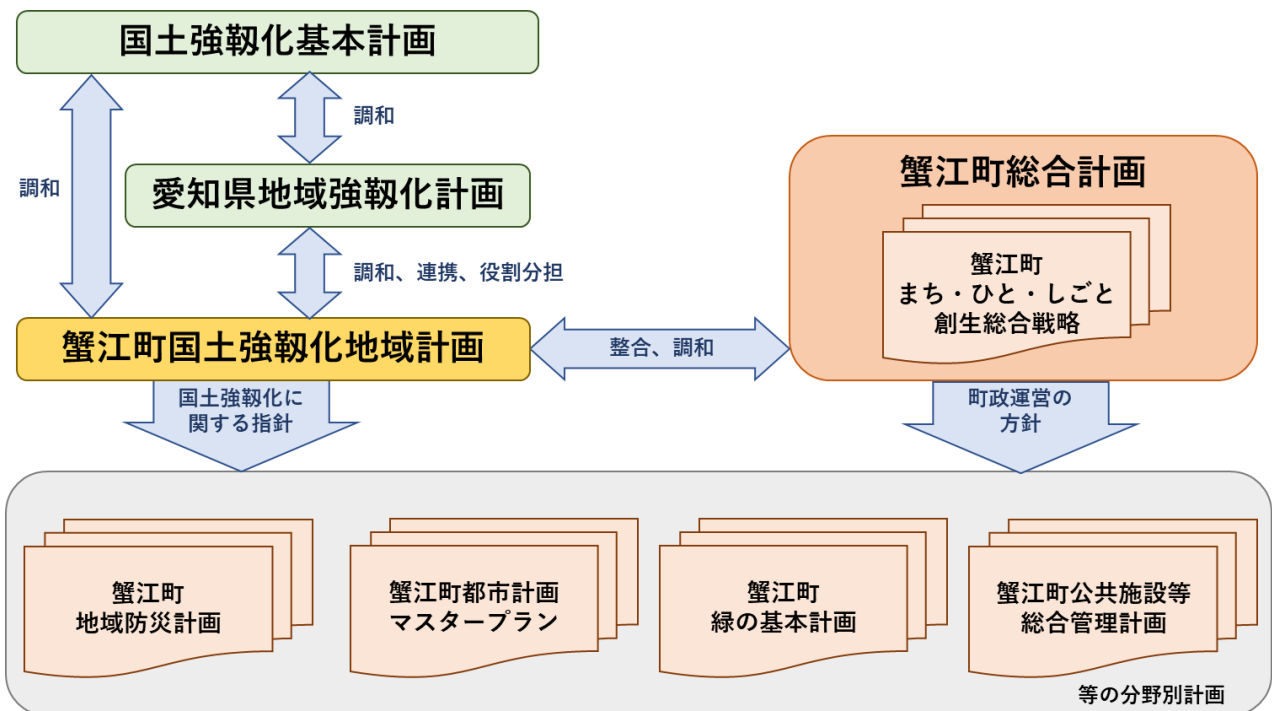 国土強靱化基本計画
調和
調和
愛知県地域強靱化計画
調和、連携、役割分担
蟹江町国土強靱化地域計画
整合、調和
蟹江町総合計画
蟹江町
まち・ひと・しごと
創生総合戦略
国土強靱化に
関する指針
町政運営の
方針
蟹江町
地域防災計画
蟹江町都市計画
マスタープラン
蟹江町
緑の基本計画
蟹江町公共施設等
総合管理計画
等の分野別計画